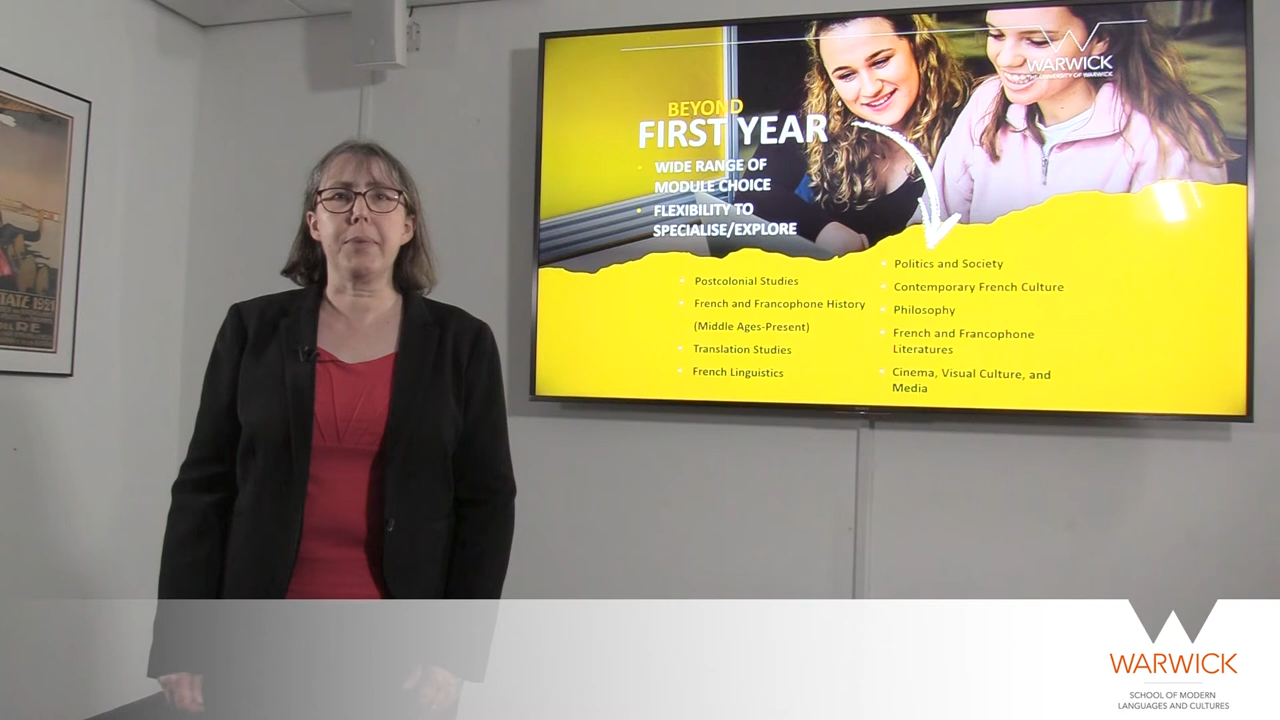 BEYOND
FIRST YEAR
WIDE RANGE OF
MODULE CHOICE
FLEXIBILITY TO
SPECIALISE/EXPLORE
Postcolonial Studies
French and Francophone History
(Middle Ages-Present)
Translation Studies
French Linguistics
Politics and Society
Contemporary French Culture
Philosophy
French and Francophone
Literatures
Cinema, Visual Culture, and
Media
WARWICK
THE UNIVERSITY OF WARWICK
WARWICK
SCHOOL OF MODERN
LANGUAGES AND CULTURES